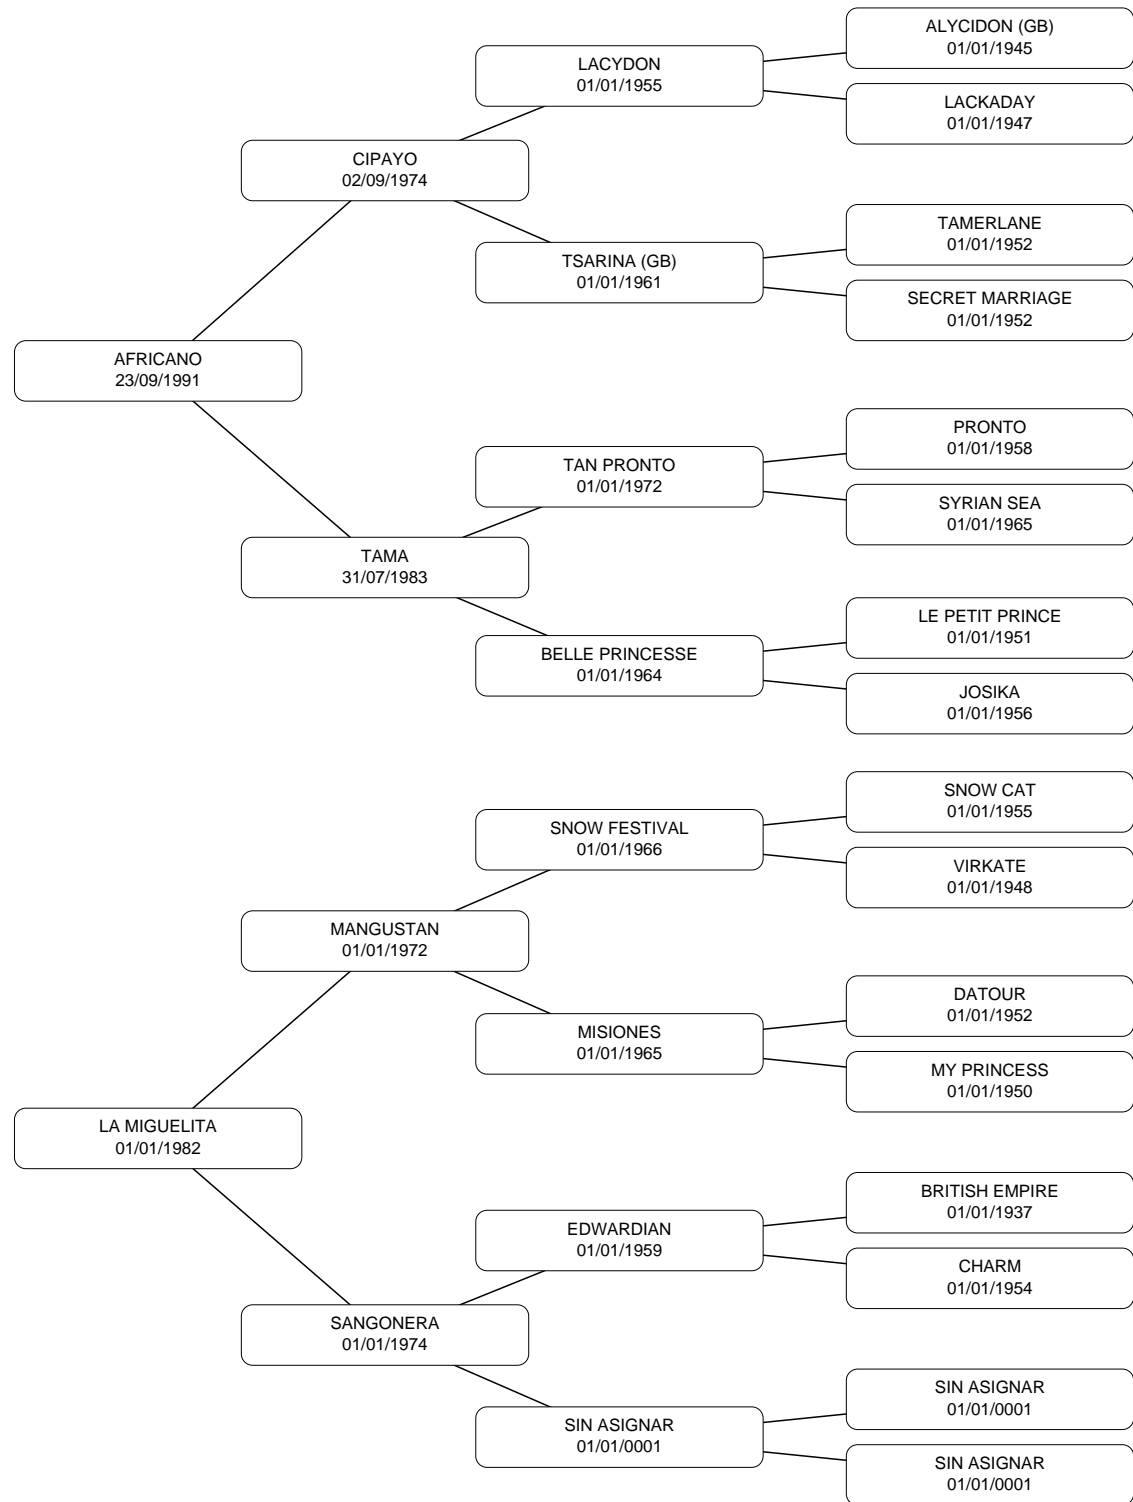 ALYCIDON (GB)
01/01/1945
LACYDON
01/01/1955
LACKADAY
01/01/1947
CIPAYO
02/09/1974
TAMERLANE
01/01/1952
TSARINA (GB)
01/01/1961
SECRET MARRIAGE
01/01/1952
AFRICANO
23/09/1991
PRONTO
01/01/1958
TAN PRONTO
01/01/1972
SYRIAN SEA
01/01/1965
TAMA
31/07/1983
LE PETIT PRINCE
01/01/1951
BELLE PRINCESSE
01/01/1964
JOSIKA
01/01/1956
SNOW CAT
01/01/1955
SNOW FESTIVAL
01/01/1966
VIRKATE
01/01/1948
MANGUSTAN
01/01/1972
DATOUR
01/01/1952
MISIONES
01/01/1965
MY PRINCESS
01/01/1950
LA MIGUELITA
01/01/1982
BRITISH EMPIRE
01/01/1937
EDWARDIAN
01/01/1959
CHARM
01/01/1954
SANGONERA
01/01/1974
SIN ASIGNAR
01/01/0001
SIN ASIGNAR
01/01/0001
SIN ASIGNAR
01/01/0001